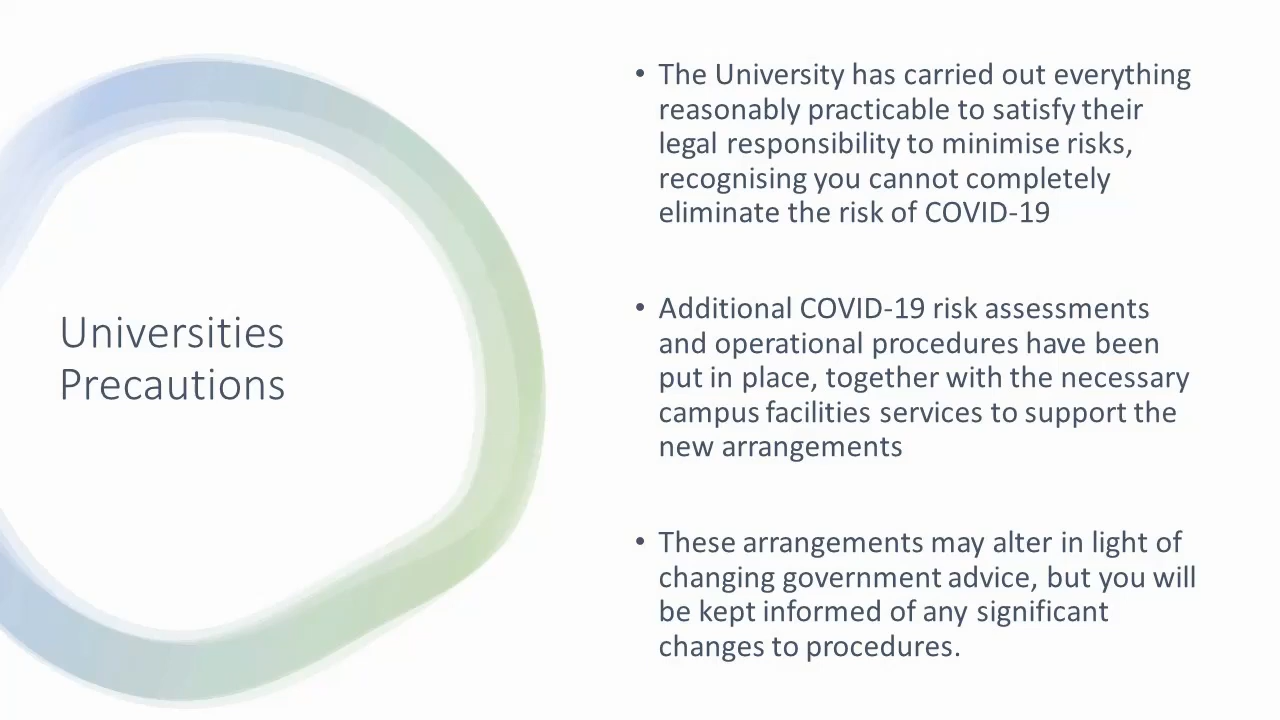 Universities
Precautions
• The University has carried out everything
reasonably practicable to satisfy their
legal responsibility to minimise risks,
recognising you cannot completely
eliminate the risk of COVID-19
• Additional COVID-19 risk assessments
and operational procedures have been
put in place, together with the necessary
campus facilities services to support the
new arrangements
• These arrangements may alter in light of
changing government advice, but you will
be kept informed of any significant
changes to procedures.